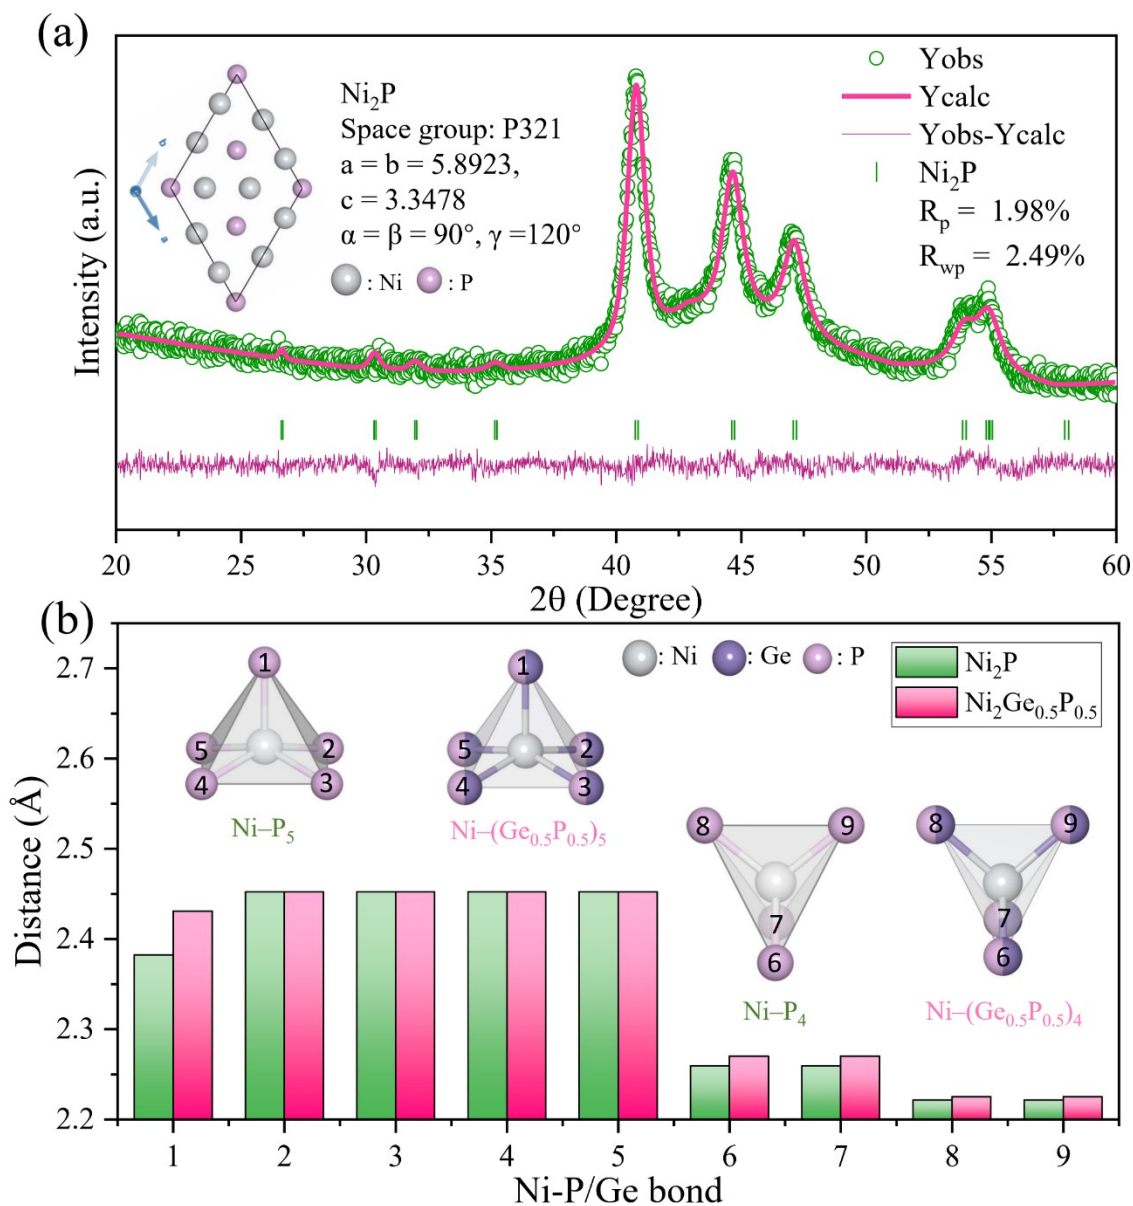 (a)
Ni₂P
Space group: P321
a = b = 5.8923,
c = 3.3478
α = β = 90°, γ =120°
: Ni : P
Yobs
Ycalc
Yobs-Ycalc
Ni₂P
Rₚ = 1.98%
R_wp = 2.49%
Intensity (a.u.)
20 25 30 35 40 45 50 55 60
2θ (Degree)
(b)
: Ni : Ge : P
Ni₂P
Ni₂Ge₀.₅P₀.₅
1
5 2
4 3
Ni–P₅
1
5 2
4 3
Ni–(Ge₀.₅P₀.₅)₅
8 9
7
6
Ni–P₄
8 9
7
6
Ni–(Ge₀.₅P₀.₅)₄
Distance (Å)
2.7
2.6
2.5
2.4
2.3
2.2
1 2 3 4 5 6 7 8 9
Ni-P/Ge bond